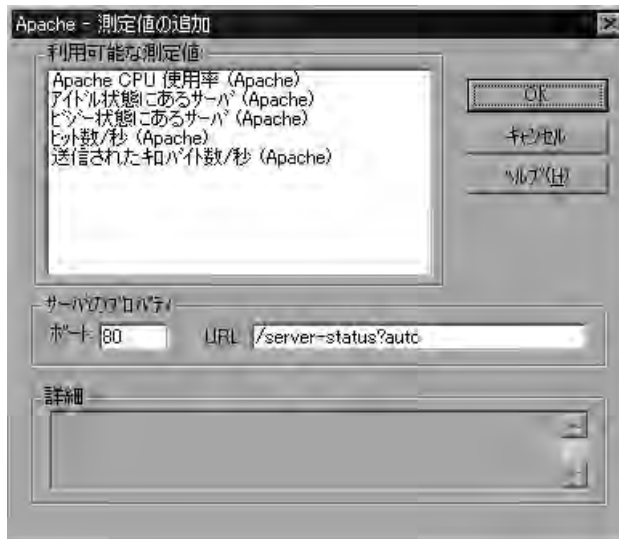 Apache - 測定値の追加
利用可能な測定値:
Apache CPU 使用率 (Apache)
ｱｲﾄﾞﾙ状態にあるｻｰﾊﾞ (Apache)
ﾋﾞｼﾞｰ状態にあるｻｰﾊﾞ (Apache)
ﾋｯﾄ数/秒 (Apache)
送信されたｷﾛﾊﾞｲﾄ数/秒 (Apache)
OK
ｷｬﾝｾﾙ
ﾍﾙﾌﾟ(H)
ｻｰﾊﾞのﾌﾟﾛﾊﾟﾃｨ
ﾎﾟｰﾄ: 80 URL: /server-status?auto
詳細